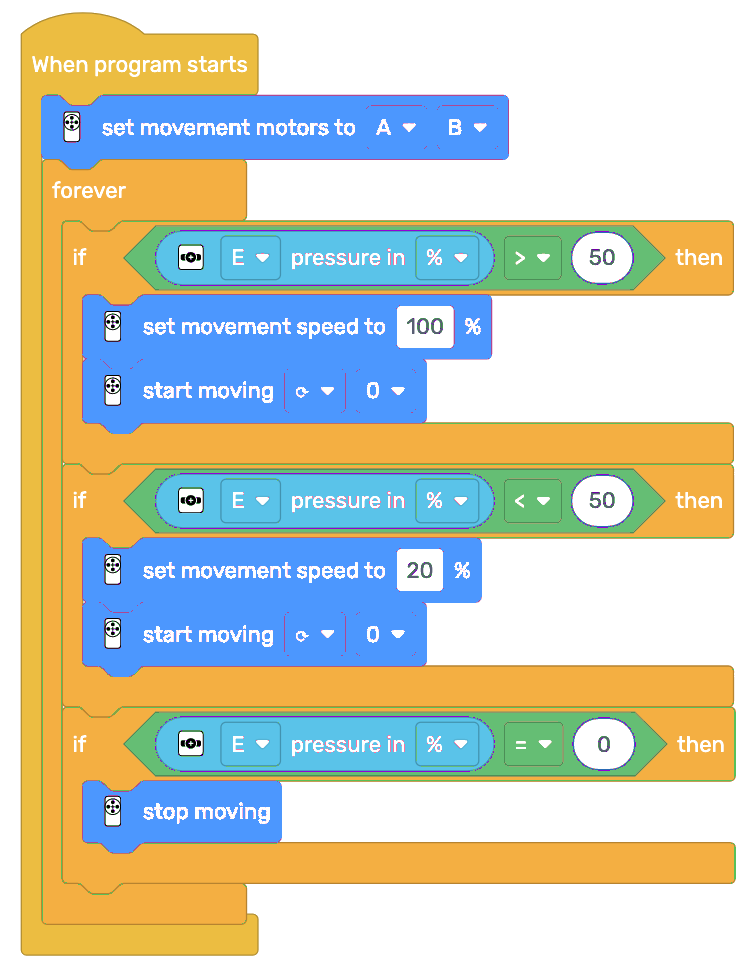 When program starts
set movement motors to A B
forever
if E pressure in % > 50 then
set movement speed to 100 %
start moving 0
if E pressure in % < 50 then
set movement speed to 20 %
start moving 0
if E pressure in % = 0 then
stop moving